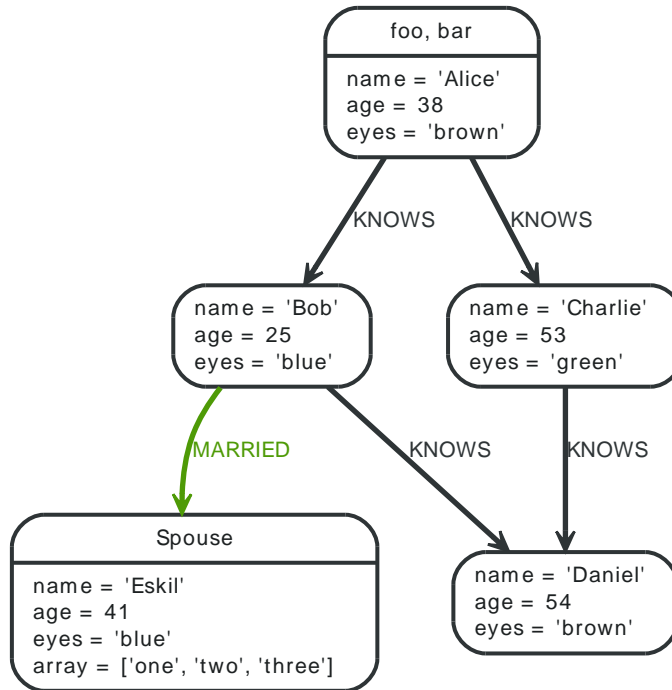 foo, bar
name = 'Alice'
age = 38
eyes = 'brown'
KNOWS
KNOWS
name = 'Bob'
age = 25
eyes = 'blue'
name = 'Charlie'
age = 53
eyes = 'green'
MARRIED
KNOWS
KNOWS
Spouse
name = 'Eskil'
age = 41
eyes = 'blue'
array = ['one', 'two', 'three']
name = 'Daniel'
age = 54
eyes = 'brown'